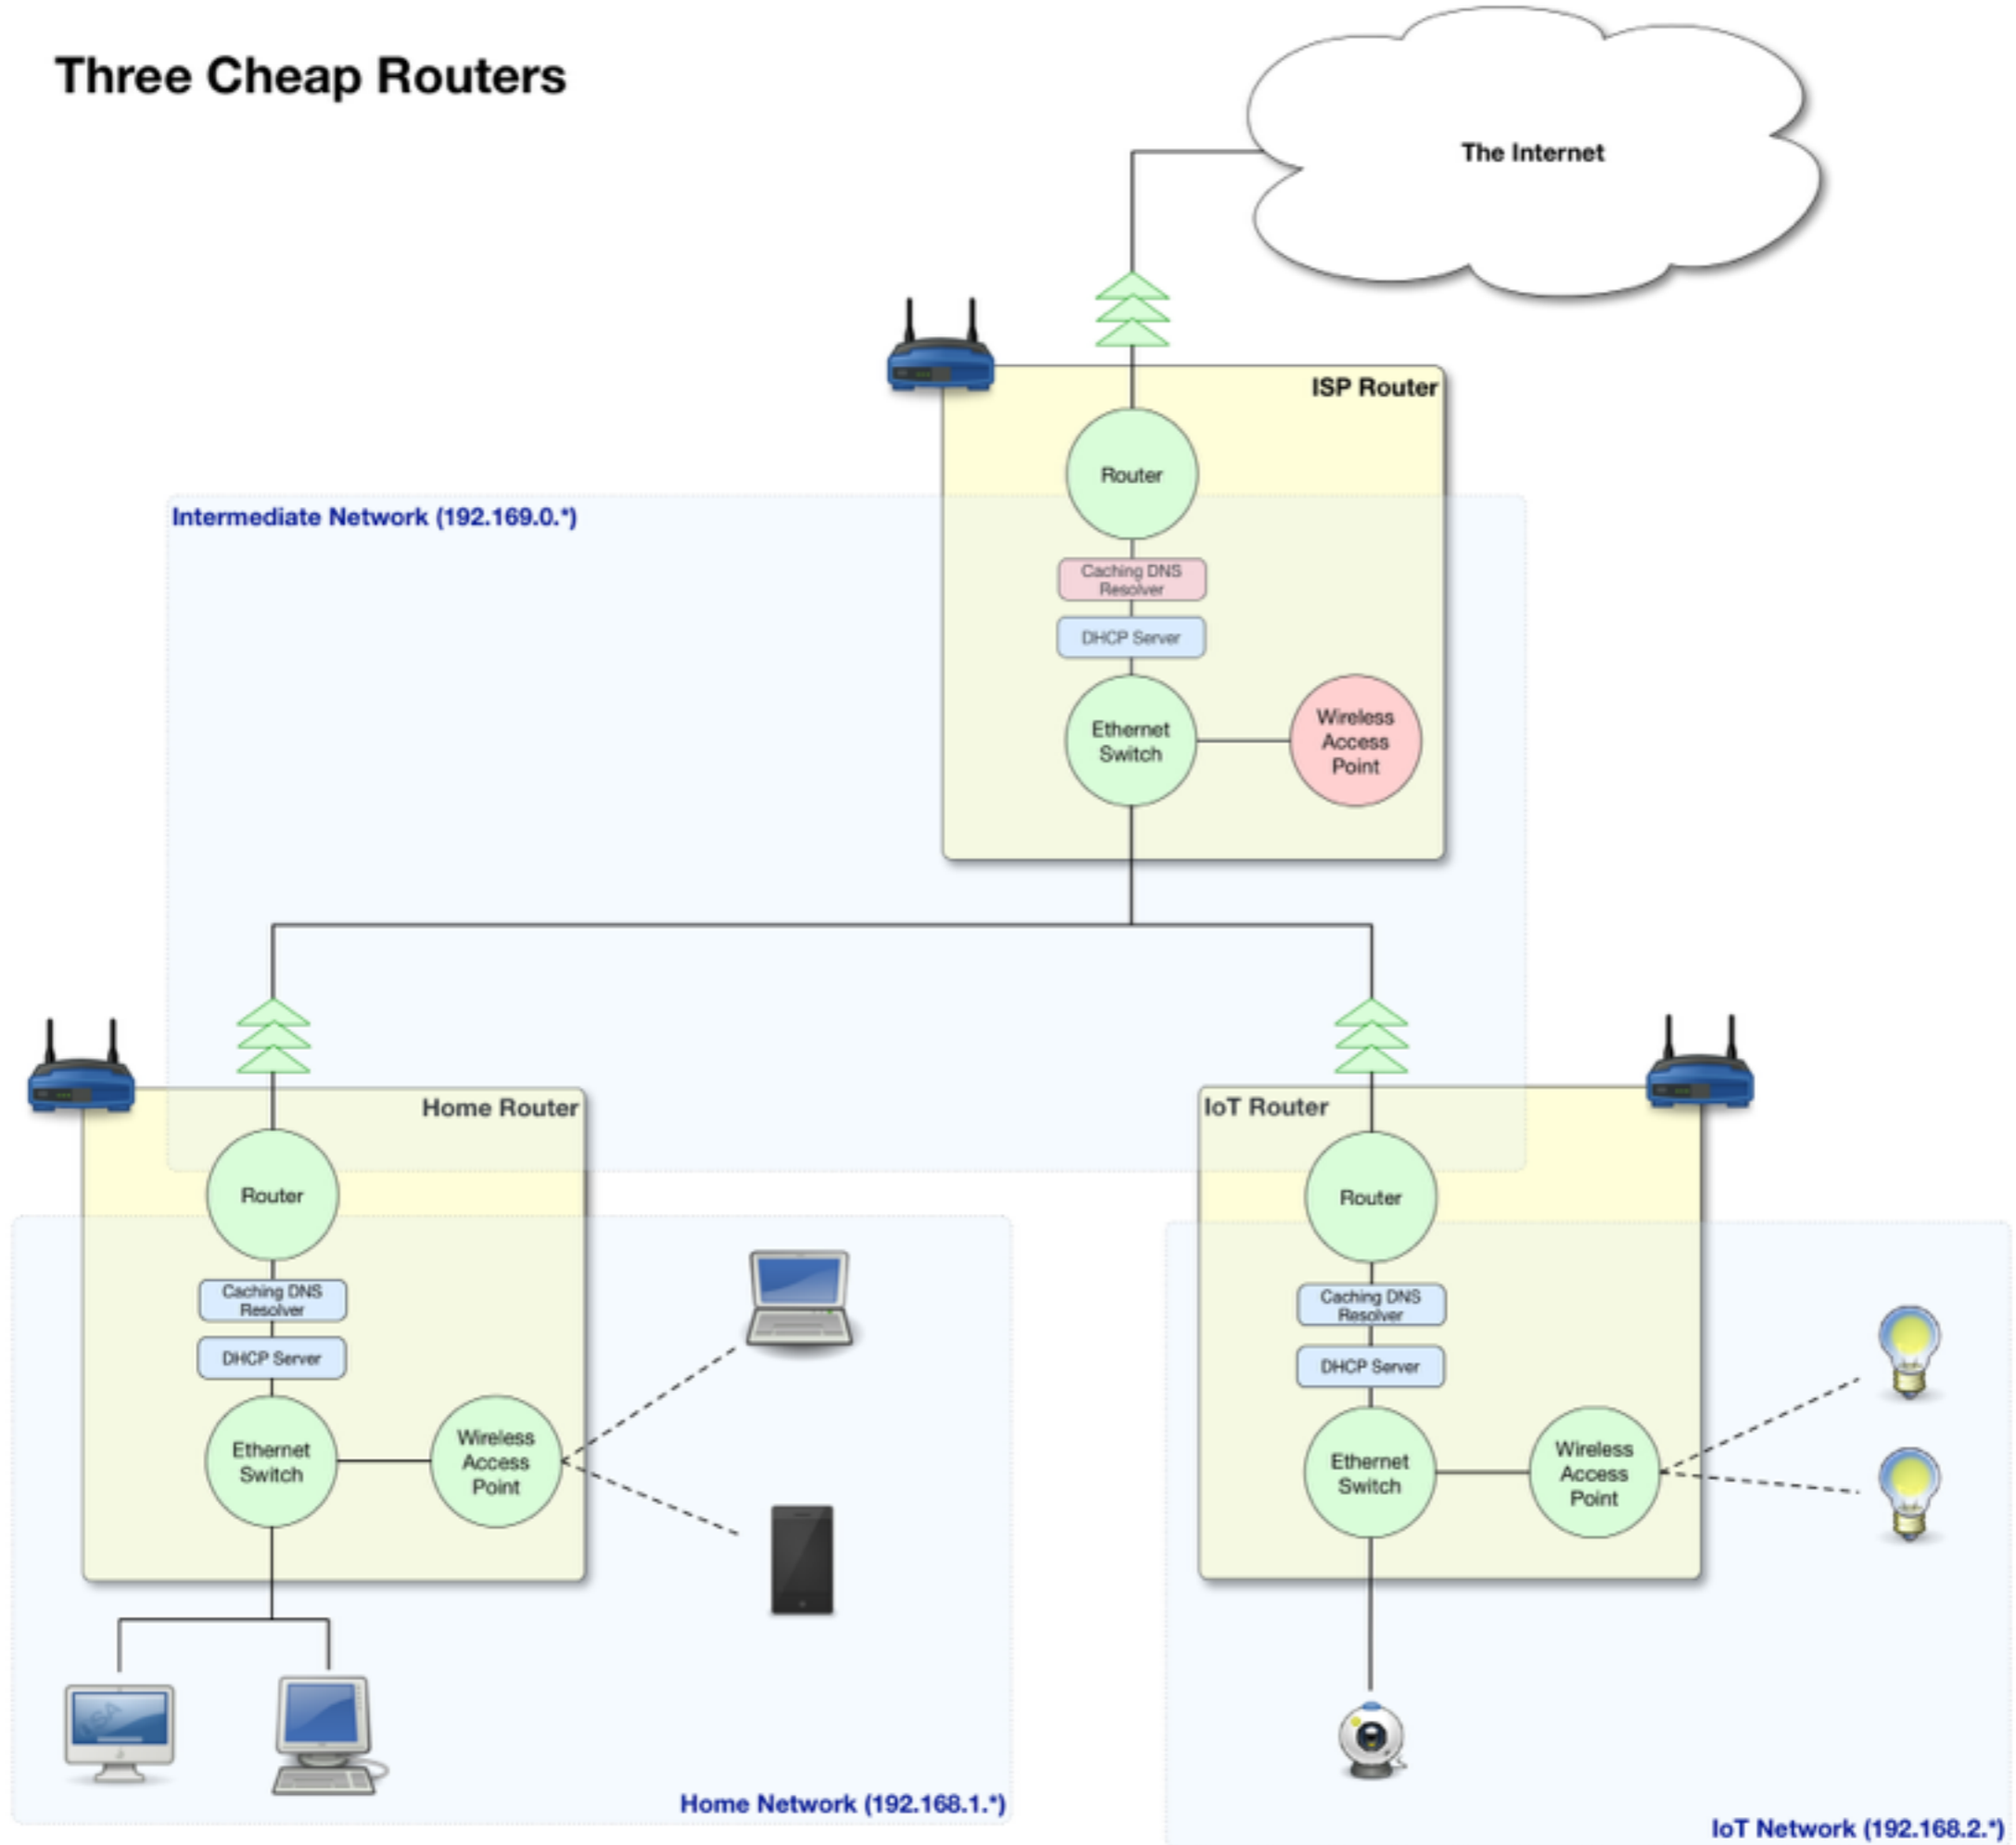 Three Cheap Routers
The Internet
ISP Router
Router
Intermediate Network (192.169.0.*)
Caching DNS
Resolver
DHCP Server
Ethernet
Switch
Wireless
Access
Point
Home Router
Router
Caching DNS
Resolver
DHCP Server
Ethernet
Switch
Wireless
Access
Point
Home Network (192.168.1.*)
IoT Router
Router
Caching DNS
Resolver
DHCP Server
Ethernet
Switch
Wireless
Access
Point
IoT Network (192.168.2.*)